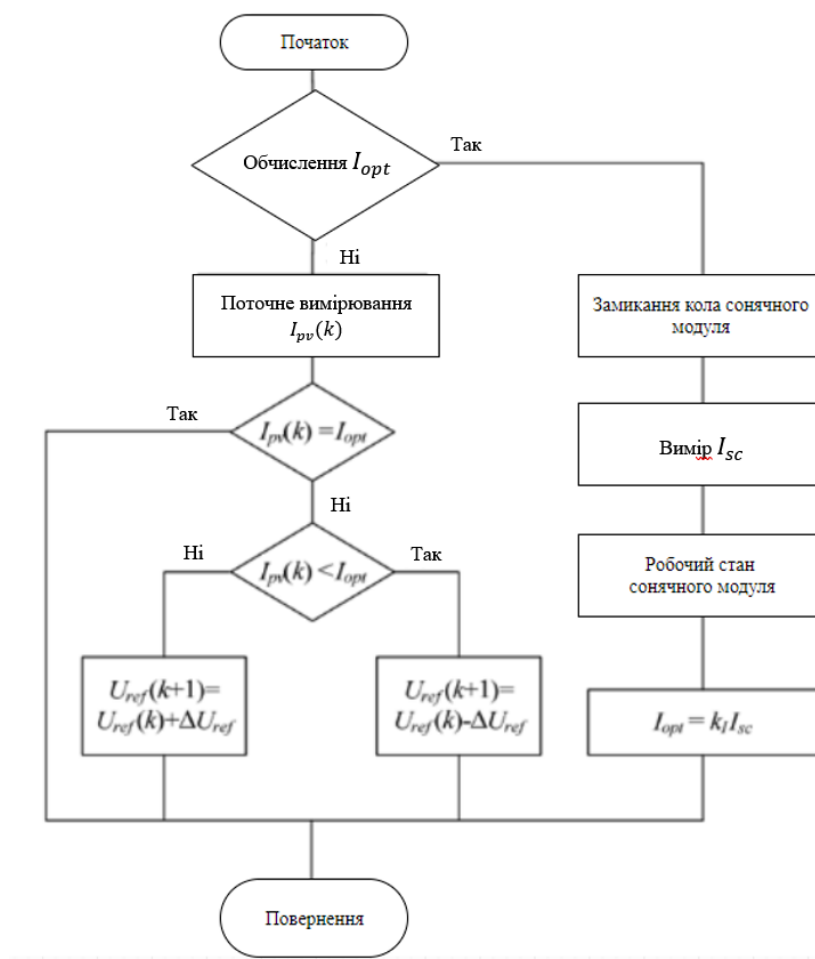 Початок
Обчислення I_opt
Так
Ні
Поточне вимірювання
I_pv(k)
Замикання кола сонячного
модуля
Так
I_pv(k) =I_opt
Вимір I_sc
Ні
Ні
I_pv(k) <I_opt
Так
Робочий стан
сонячного модуля
U_ref(k+1)=
U_ref(k)+ΔU_ref
U_ref(k+1)=
U_ref(k)-ΔU_ref
I_opt = k_I I_sc
Повернення